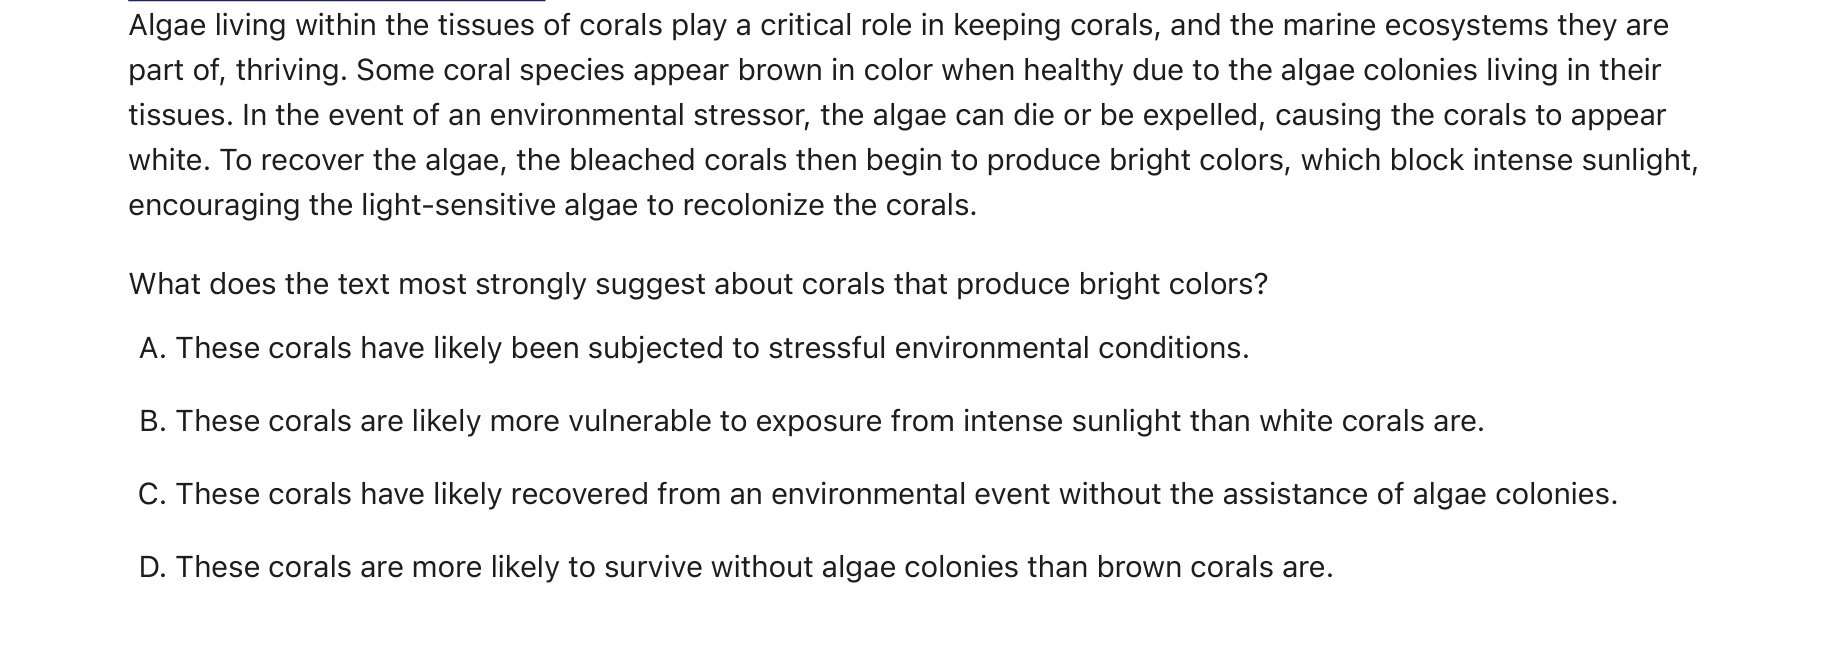 Algae living within the tissues of corals play a critical role in keeping corals, and the marine ecosystems they are
part of, thriving. Some coral species appear brown in color when healthy due to the algae colonies living in their
tissues. In the event of an environmental stressor, the algae can die or be expelled, causing the corals to appear
white. To recover the algae, the bleached corals then begin to produce bright colors, which block intense sunlight,
encouraging the light-sensitive algae to recolonize the corals.
What does the text most strongly suggest about corals that produce bright colors?
A. These corals have likely been subjected to stressful environmental conditions.
B. These corals are likely more vulnerable to exposure from intense sunlight than white corals are.
C. These corals have likely recovered from an environmental event without the assistance of algae colonies.
D. These corals are more likely to survive without algae colonies than brown corals are.